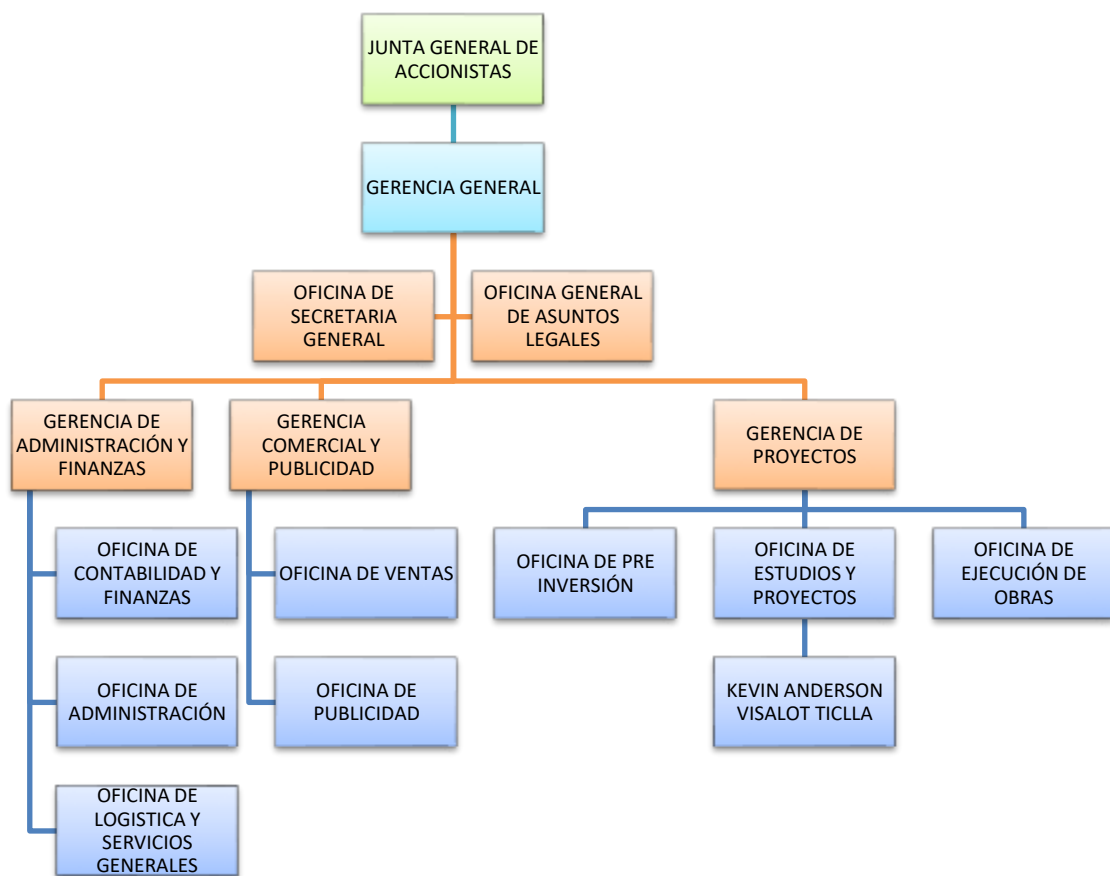 JUNTA GENERAL DE
ACCIONISTAS
GERENCIA GENERAL
OFICINA DE
SECRETARIA
GENERAL
OFICINA GENERAL
DE ASUNTOS
LEGALES
GERENCIA DE
ADMINISTRACIÓN Y
FINANZAS
GERENCIA
COMERCIAL Y
PUBLICIDAD
GERENCIA DE
PROYECTOS
OFICINA DE
CONTABILIDAD Y
FINANZAS
OFICINA DE VENTAS
OFICINA DE PRE
INVERSIÓN
OFICINA DE
ESTUDIOS Y
PROYECTOS
OFICINA DE
EJECUCIÓN DE
OBRAS
OFICINA DE
ADMINISTRACIÓN
OFICINA DE
PUBLICIDAD
KEVIN ANDERSON
VISALOT TICLLA
OFICINA DE
LOGISTICA Y
SERVICIOS
GENERALES